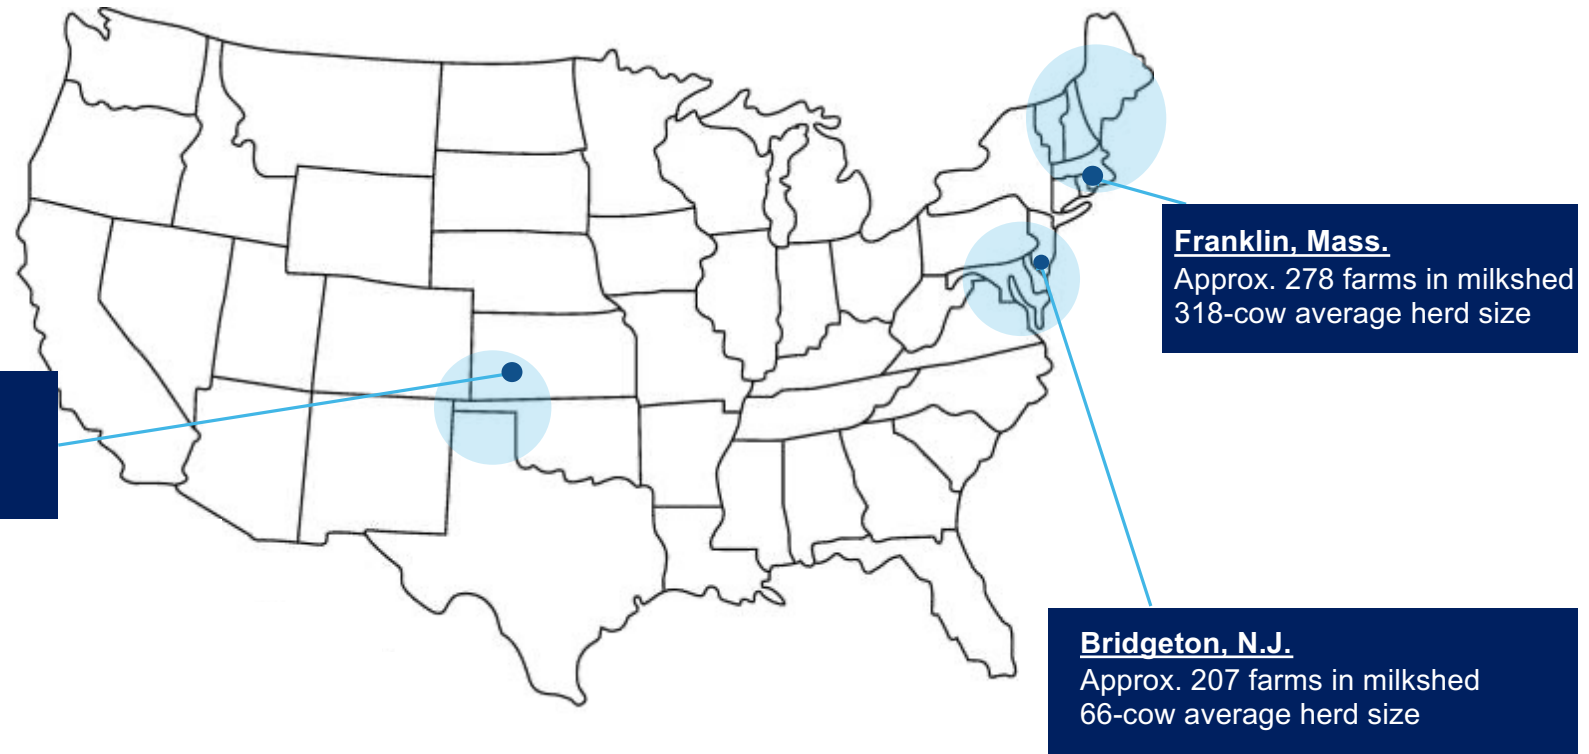 Franklin, Mass.
Approx. 278 farms in milkshed
318-cow average herd size
Bridgeton, N.J.
Approx. 207 farms in milkshed
66-cow average herd size